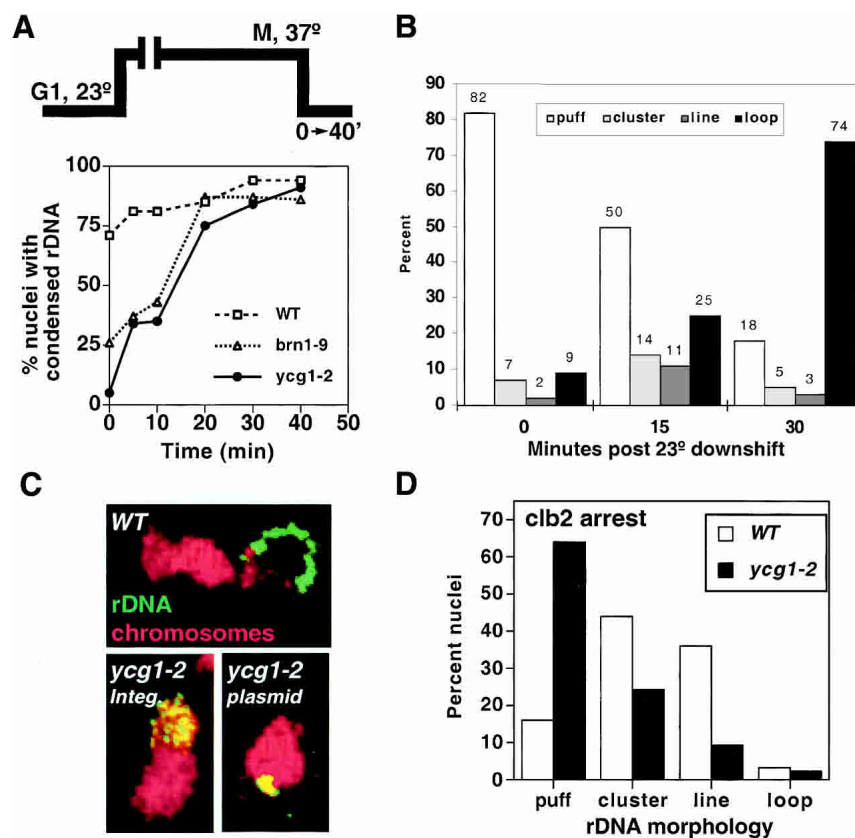 A
M, 37º
G1, 23º
0→40'
% nuclei with
condensed rDNA
100
75
50
25
0
WT
brn1-9
ycg1-2
0 10 20 30 40 50
Time (min)
B
Percent
90
80
70
60
50
40
30
20
10
0
puff cluster line loop
82
7
2
9
50
14
11
25
18
5
3
74
0 15 30
Minutes post 23º downshift
C
WT
rDNA
chromosomes
ycg1-2
Integ.
ycg1-2
plasmid
D
clb2 arrest
WT
ycg1-2
Percent nuclei
70
60
50
40
30
20
10
0
puff cluster line loop
rDNA morphology